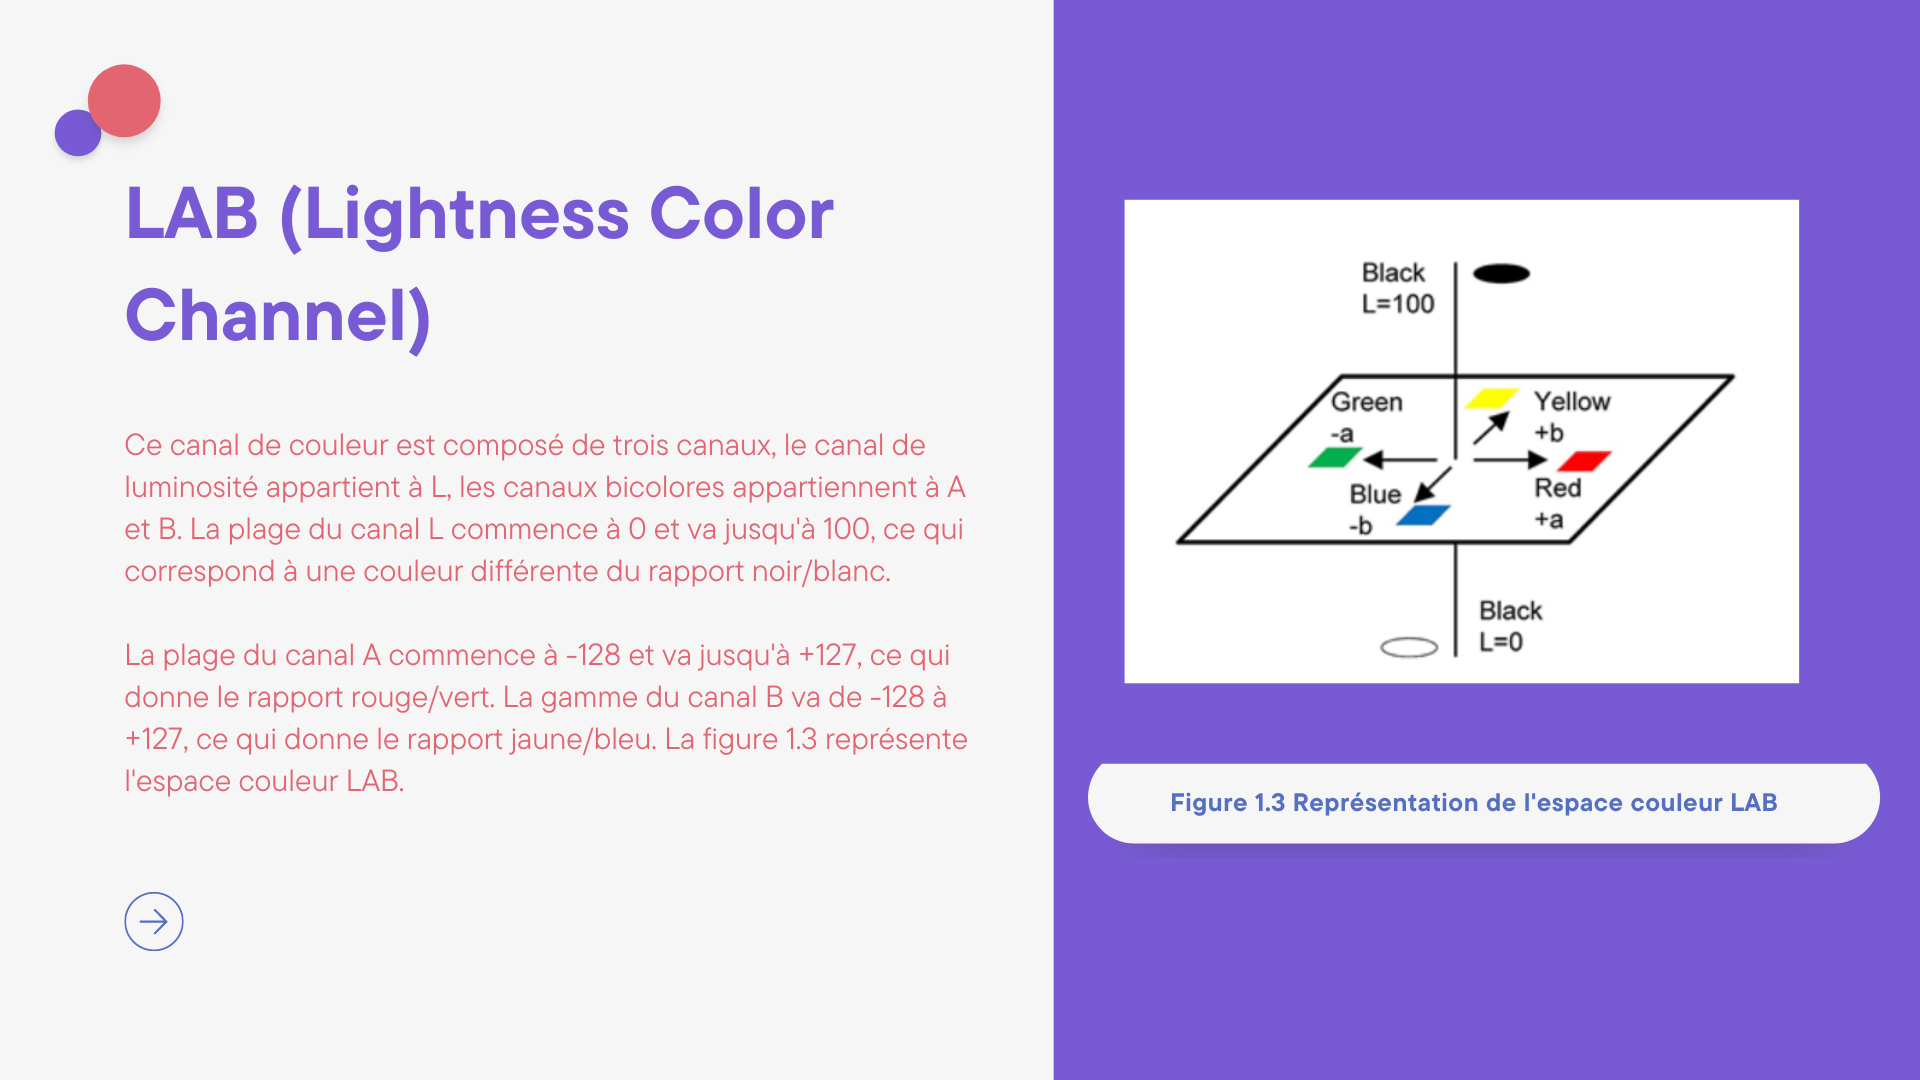 LAB (Lightness Color
Channel)
Ce canal de couleur est composé de trois canaux, le canal de
luminosité appartient à L, les canaux bicolores appartiennent à A
et B. La plage du canal L commence à 0 et va jusqu'à 100, ce qui
correspond à une couleur différente du rapport noir/blanc.
La plage du canal A commence à -128 et va jusqu'à +127, ce qui
donne le rapport rouge/vert. La gamme du canal B va de -128 à
+127, ce qui donne le rapport jaune/bleu. La figure 1.3 représente
l'espace couleur LAB.
Black
L=100
Green
-a
Yellow
+b
Blue
-b
Red
+a
Black
L=0
Figure 1.3 Représentation de l'espace couleur LAB